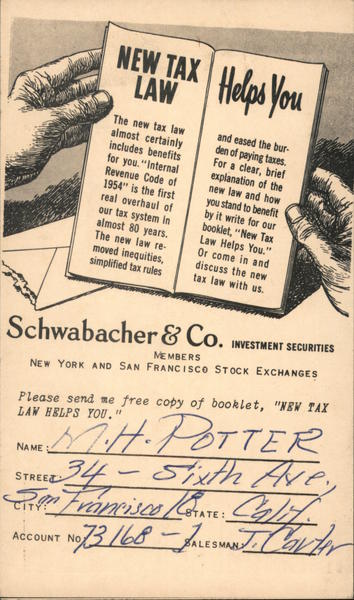 NEW TAX
LAW
The new tax law
almost certainly
includes benefits
for you. "Internal
Revenue Code of
1954" is the first
real overhaul of
our tax system in
almost 80 years.
The new law re-
moved inequities,
simplified tax rules
Helps You
and eased the bur-
den of paying taxes.
For a clear, brief
explanation of the
new law and how
you stand to benefit
by it write for our
booklet, "New Tax
Law Helps You."
Or come in and
discuss the new
tax law with us.
Schwabacher & Co. INVESTMENT SECURITIES
MEMBERS
NEW YORK AND SAN FRANCISCO STOCK EXCHANGES
Please send me free copy of booklet, "NEW TAX
LAW HELPS YOU."
NAME: M.H. POTTER
STREET: 34 - Sixth Ave.,
CITY: San Francisco 18 STATE: Calif.
ACCOUNT No: 73168-1 SALESMAN: J. Carter